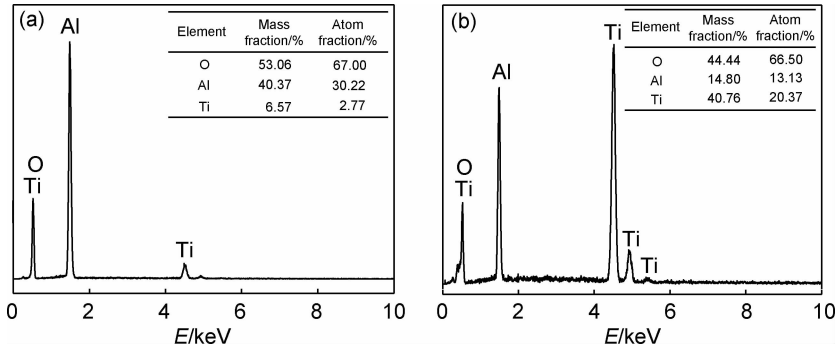 (a)
Element Mass fraction/% Atom fraction/%
O 53.06 67.00
Al 40.37 30.22
Ti 6.57 2.77
Al
O
Ti
Ti
0 2 4 6 8 10
E/keV
(b)
Element Mass fraction/% Atom fraction/%
O 44.44 66.50
Al 14.80 13.13
Ti 40.76 20.37
Ti
Al
O
Ti
Ti
Ti
0 2 4 6 8 10
E/keV